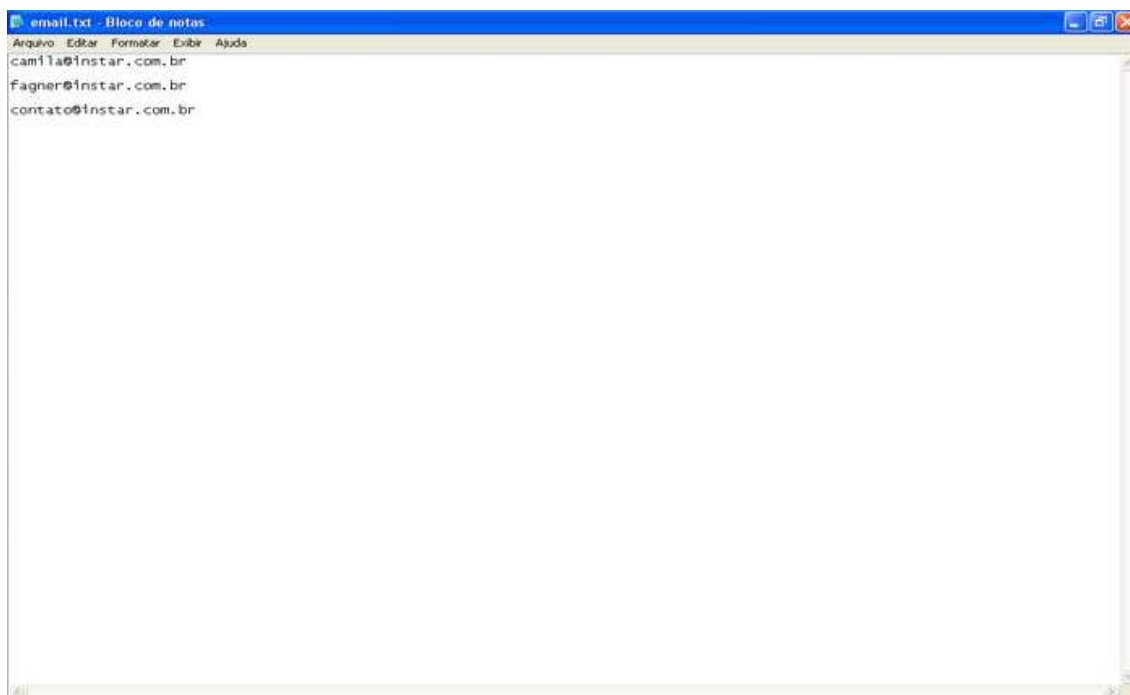 email.txt - Bloco de notas
Arquivo Editar Formatar Exibir Ajuda
camila@instar.com.br
fagner@instar.com.br
contato@instar.com.br